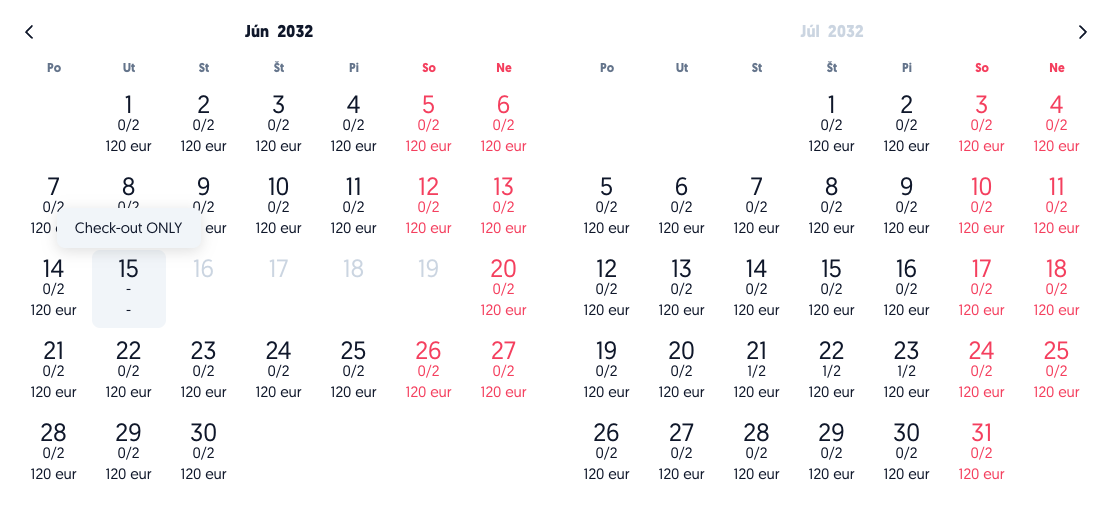 Jún 2032
Po Ut St Št Pi So Ne
1 2 3 4 5 6
0/2 0/2 0/2 0/2 0/2 0/2
120 eur 120 eur 120 eur 120 eur 120 eur 120 eur
7 8 9 10 11 12 13
0/2 0/2 0/2 0/2 0/2 0/2 0/2
120 eur 120 eur 120 eur 120 eur 120 eur
Check-out ONLY
14 15 16 17 18 19 20
0/2 - 0/2
120 eur - 120 eur
21 22 23 24 25 26 27
0/2 0/2 0/2 0/2 0/2 0/2 0/2
120 eur 120 eur 120 eur 120 eur 120 eur 120 eur 120 eur
28 29 30
0/2 0/2 0/2
120 eur 120 eur 120 eur
Júl 2032
Po Ut St Št Pi So Ne
1 2 3 4
0/2 0/2 0/2 0/2
120 eur 120 eur 120 eur 120 eur
5 6 7 8 9 10 11
0/2 0/2 0/2 0/2 0/2 0/2 0/2
120 eur 120 eur 120 eur 120 eur 120 eur 120 eur 120 eur
12 13 14 15 16 17 18
0/2 0/2 0/2 0/2 0/2 0/2 0/2
120 eur 120 eur 120 eur 120 eur 120 eur 120 eur 120 eur
19 20 21 22 23 24 25
0/2 0/2 1/2 1/2 1/2 0/2 0/2
120 eur 120 eur 120 eur 120 eur 120 eur 120 eur 120 eur
26 27 28 29 30 31
0/2 0/2 0/2 0/2 0/2 0/2
120 eur 120 eur 120 eur 120 eur 120 eur 120 eur